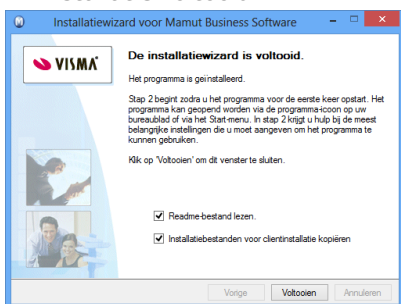 Installatiewizard voor Mamut Business Software
VISMA
De installatiewizard is voltooid.
Het programma is geïnstalleerd.
Stap 2 begint zodra u het programma voor de eerste keer opstart. Het
programma kan geopend worden via de programma-icoon op uw
bureaublad of via het Start-menu. In stap 2 krijgt u hulp bij de meest
belangrijke instellingen die u moet aangeven om het programma te
kunnen gebruiken.
Klik op 'Voltooien' om dit venster te sluiten.
Readme-bestand lezen.
Installatiebestanden voor clientinstallatie kopiëren
Vorige Voltooien Annuleren